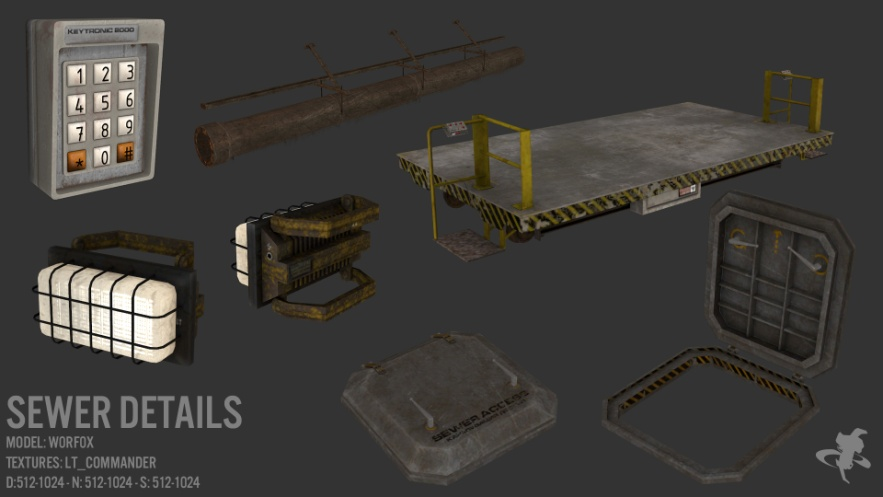 KEYTRONIC 2000
1 2 3
4 5 6
7 8 9
* 0 #
SEWER ACCESS
SEWER DETAILS
MODEL: WORFOX
TEXTURES: LT_COMMANDER
D:512-1024 - N: 512-1024 - S: 512-1024